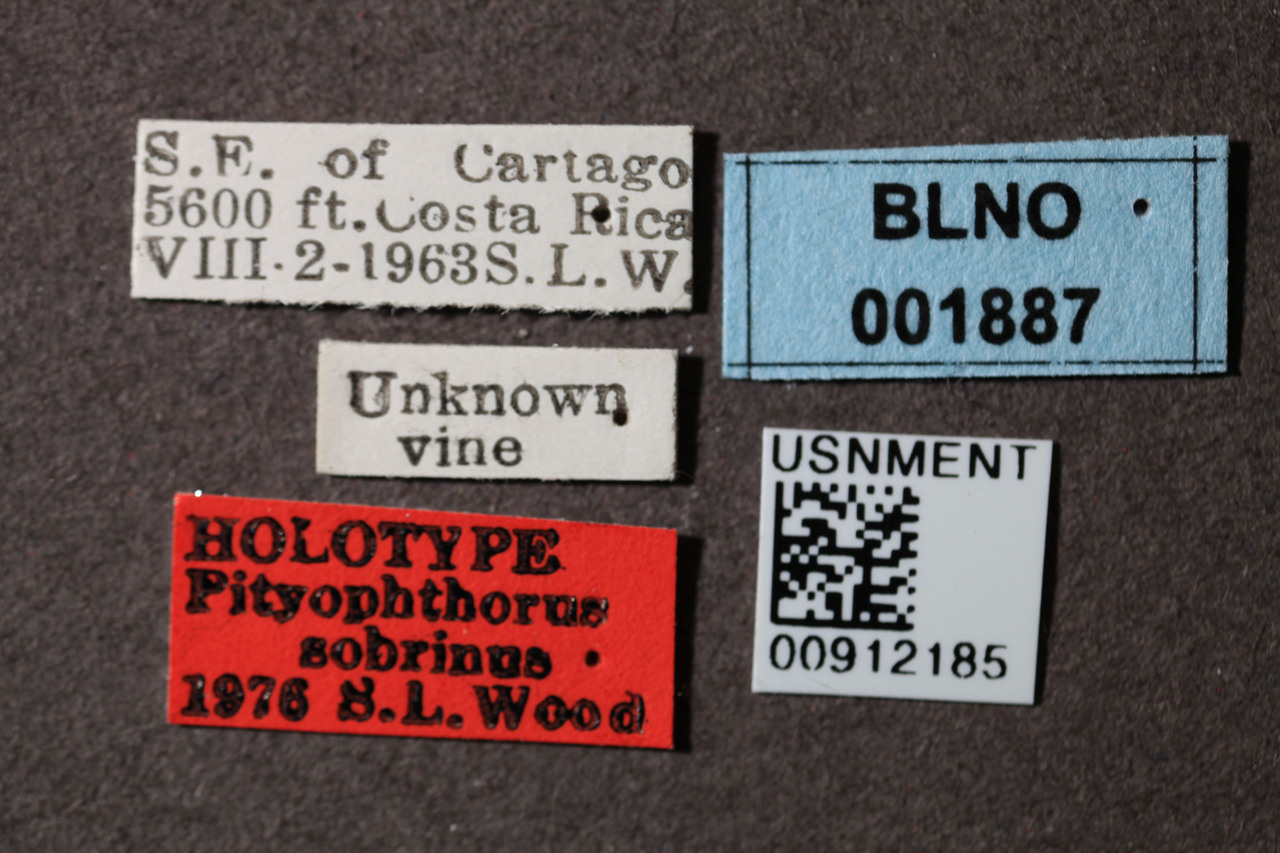 S.E. of Cartago
5600 ft. Costa Rica
VIII-2-1963 S.L.W.
BLNO
001887
Unknown
vine
USNMENT
00912185
HOLOTYPE
Pityophthorus
sobrinus
1976 S.L. Wood